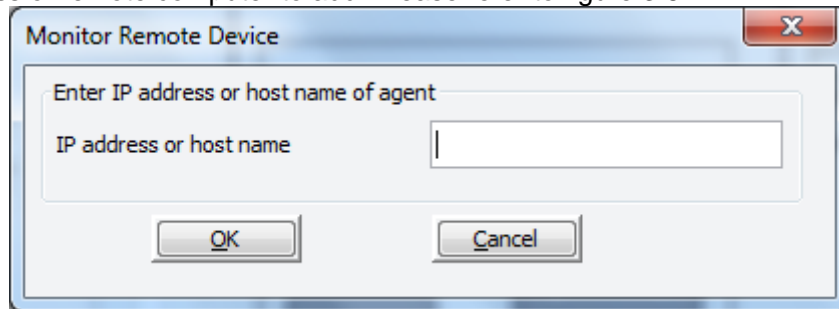 Monitor Remote Device
Enter IP address or host name of agent
IP address or host name
OK
Cancel